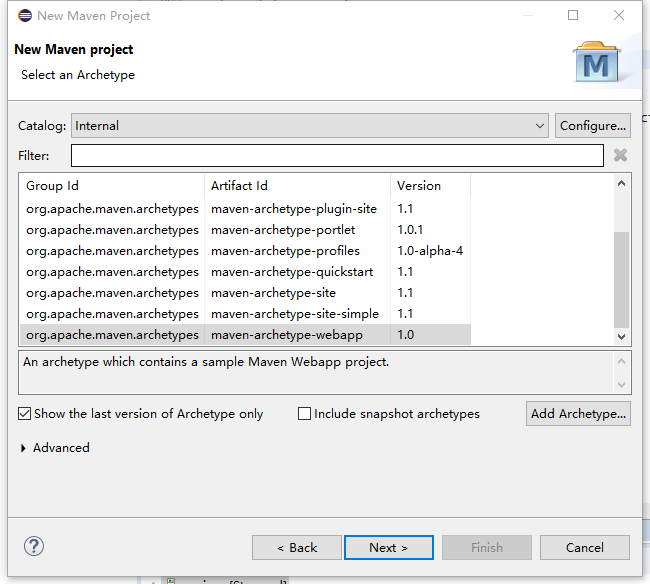 New Maven Project
New Maven project
Select an Archetype
M
Catalog: Internal Configure...
Filter:
Group Id Artifact Id Version
org.apache.maven.archetypes maven-archetype-plugin-site 1.1
org.apache.maven.archetypes maven-archetype-portlet 1.0.1
org.apache.maven.archetypes maven-archetype-profiles 1.0-alpha-4
org.apache.maven.archetypes maven-archetype-quickstart 1.1
org.apache.maven.archetypes maven-archetype-site 1.1
org.apache.maven.archetypes maven-archetype-site-simple 1.1
org.apache.maven.archetypes maven-archetype-webapp 1.0
An archetype which contains a sample Maven Webapp project.
Show the last version of Archetype only Include snapshot archetypes Add Archetype...
Advanced
? < Back Next > Finish Cancel